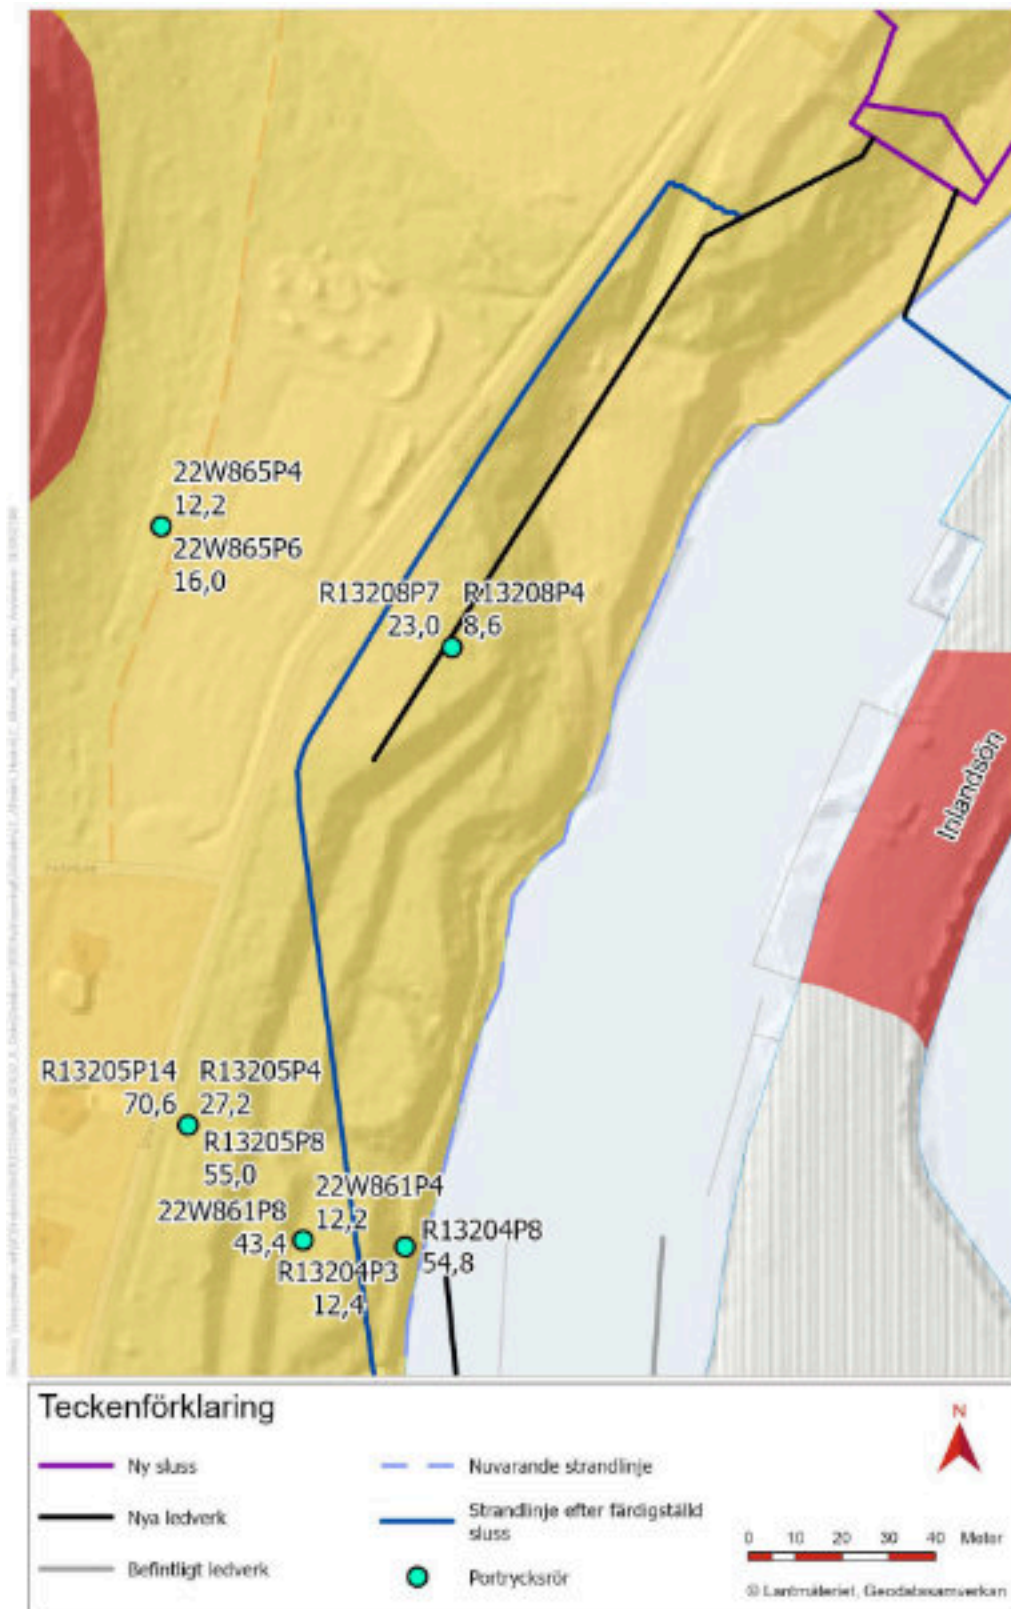 22W865P4
12,2
22W865P6
16,0
R13208P7
23,0
R13208P4
8,6
Inlandsön
R13205P14
70,6
R13205P4
27,2
R13205P8
55,0
22W861P4
12,2
22W861P8
43,4
R13204P8
54,8
R13204P3
12,4
Teckenförklaring
Ny sluss
Nya ledverk
Befintligt ledverk
Nuvarande strandlinje
Strandlinje efter färdigställd
sluss
Portrycksrör
N
0 10 20 30 40 Meter
© Lantmäteriet, Geodatasamverkan